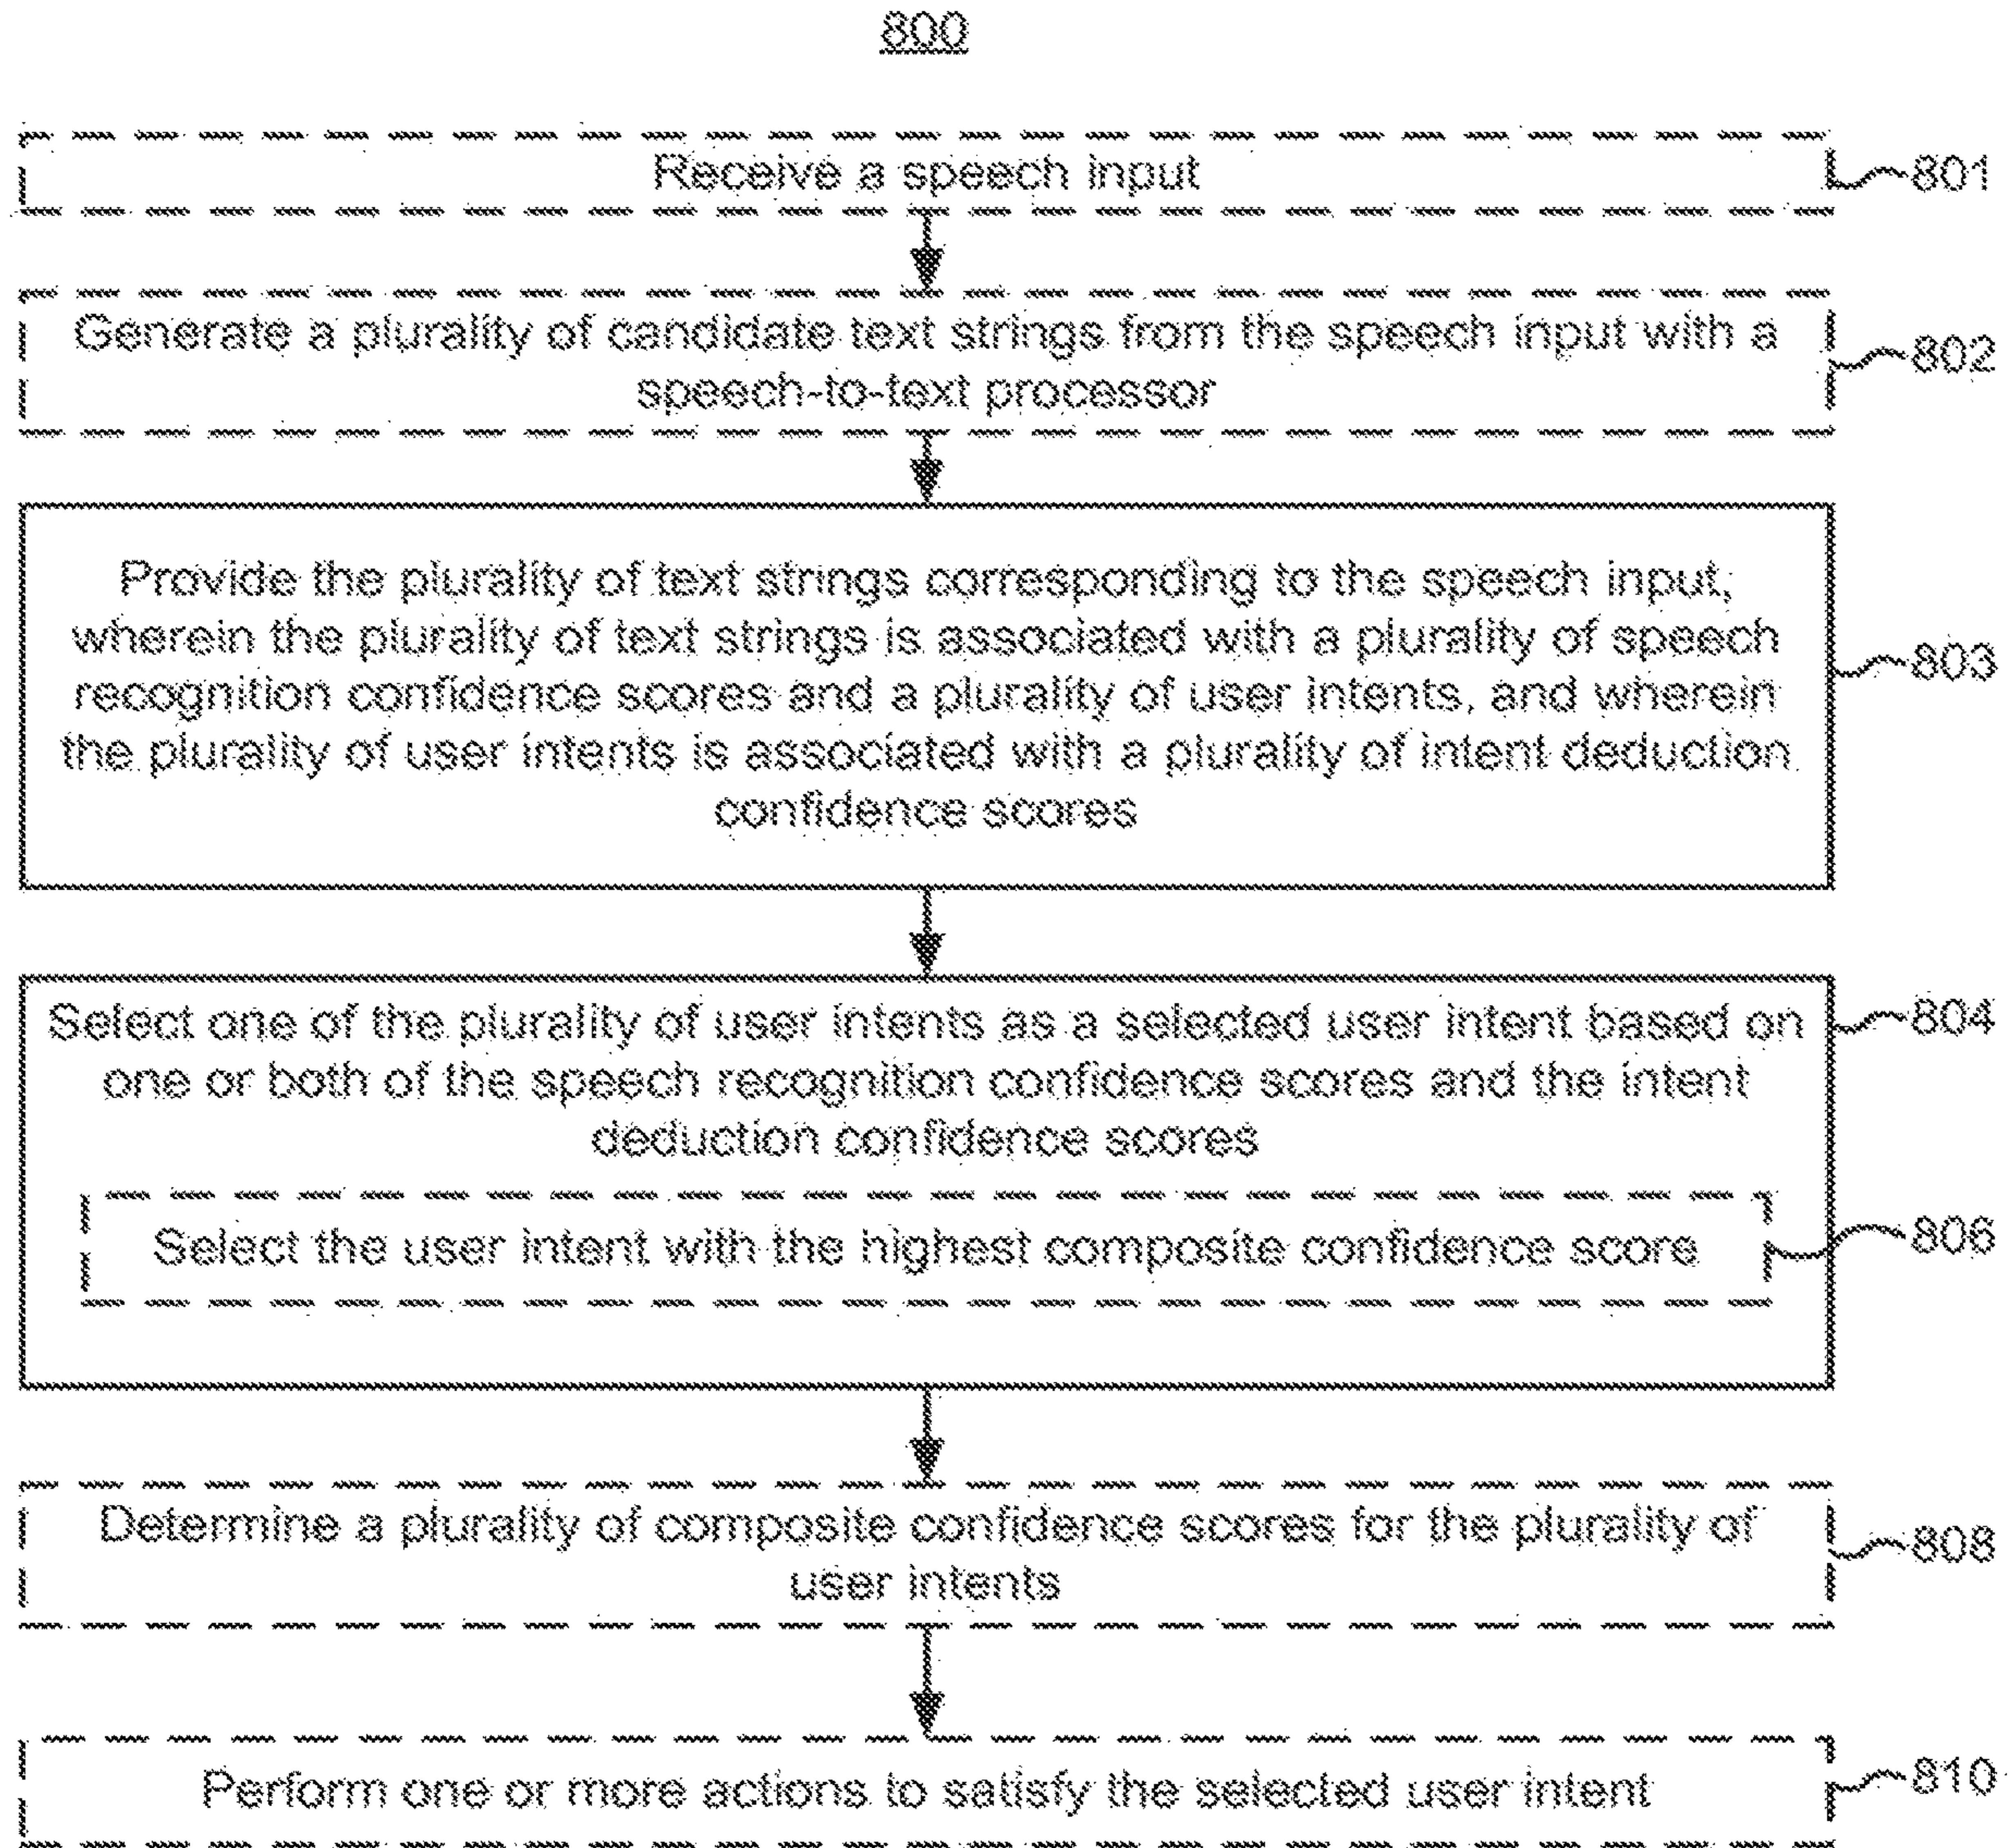 800
Receive a speech input
801
Generate a plurality of candidate text strings from the speech input with a
speech-to-text processor
802
Provide the plurality of text strings corresponding to the speech input,
wherein the plurality of text strings is associated with a plurality of speech
recognition confidence scores and a plurality of user intents, and wherein
the plurality of user intents is associated with a plurality of intent deduction
confidence scores
803
Select one of the plurality of user intents as a selected user intent based on
one or both of the speech recognition confidence scores and the intent
deduction confidence scores
804
Select the user intent with the highest composite confidence score
806
Determine a plurality of composite confidence scores for the plurality of
user intents
808
Perform one or more actions to satisfy the selected user intent
810